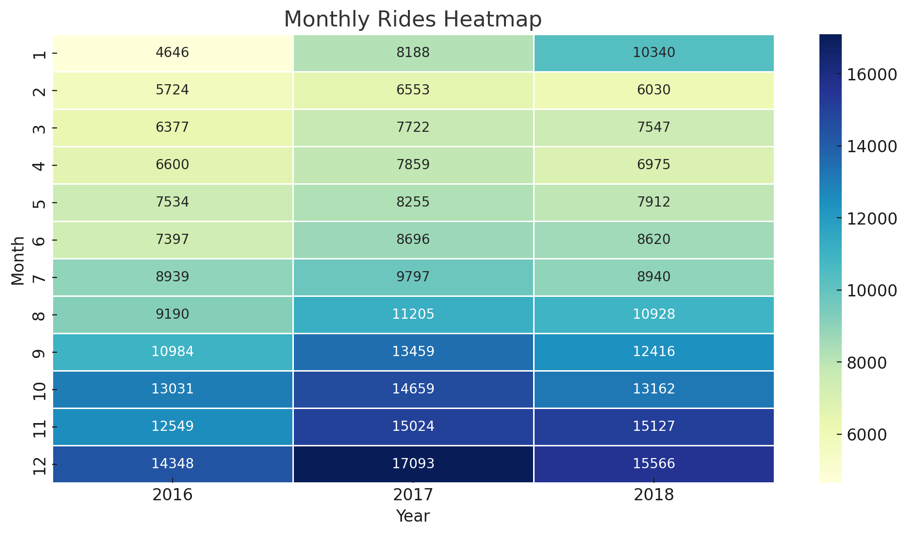 Monthly Rides Heatmap
1 4646 8188 10340
2 5724 6553 6030
3 6377 7722 7547
4 6600 7859 6975
5 7534 8255 7912
6 7397 8696 8620
7 8939 9797 8940
8 9190 11205 10928
9 10984 13459 12416
10 13031 14659 13162
11 12549 15024 15127
12 14348 17093 15566
Month
2016 2017 2018
Year
16000
14000
12000
10000
8000
6000